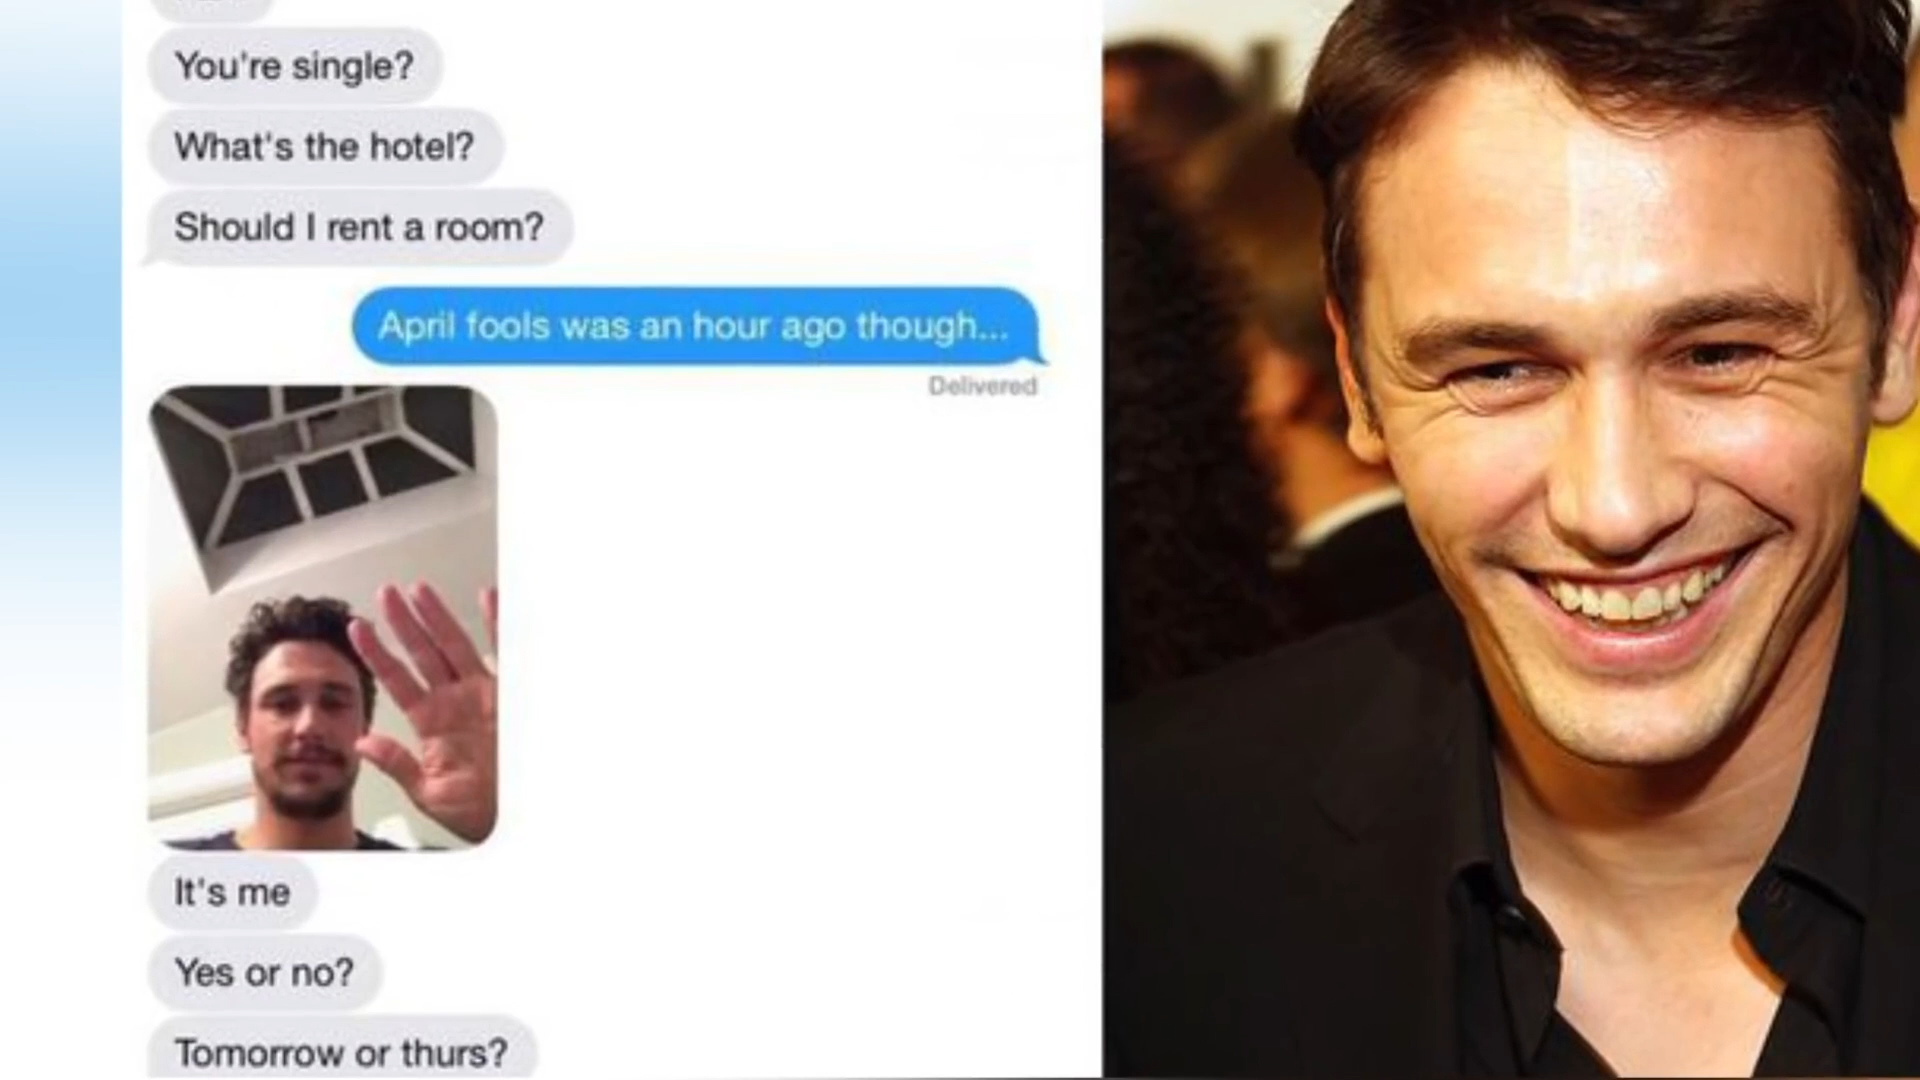 You're single?
What's the hotel?
Should I rent a room?
April fools was an hour ago though...
Delivered
It's me
Yes or no?
Tomorrow or thurs?